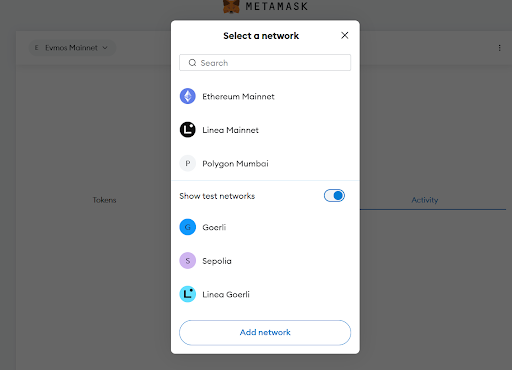 METAMASK
E Evmos Mainnet
Select a network
Search
Ethereum Mainnet
Linea Mainnet
P Polygon Mumbai
Show test networks
G Goerli
S Sepolia
L Linea Goerli
Tokens
Activity
Add network